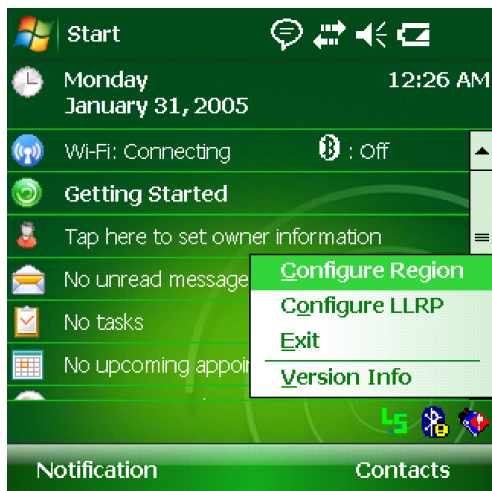 Start
Monday
12:26 AM
January 31, 2005
Wi-Fi: Connecting
: Off
Getting Started
Tap here to set owner information
No unread message
No tasks
No upcoming appoi
Configure Region
Configure LLRP
Exit
Version Info
Notification
Contacts